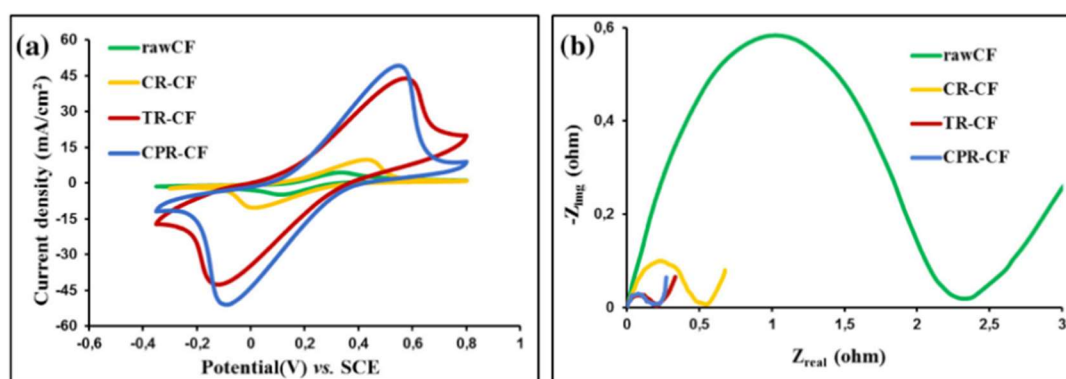 (a)
rawCF
CR-CF
TR-CF
CPR-CF
Current density (mA/cm²)
60
45
30
15
0
-15
-30
-45
-60
-0,6 -0,4 -0,2 0 0,2 0,4 0,6 0,8 1
Potential(V) vs. SCE
(b)
rawCF
CR-CF
TR-CF
CPR-CF
-Zimg (ohm)
0,6
0,4
0,2
0
0 0,5 1 1,5 2 2,5 3
Zreal (ohm)